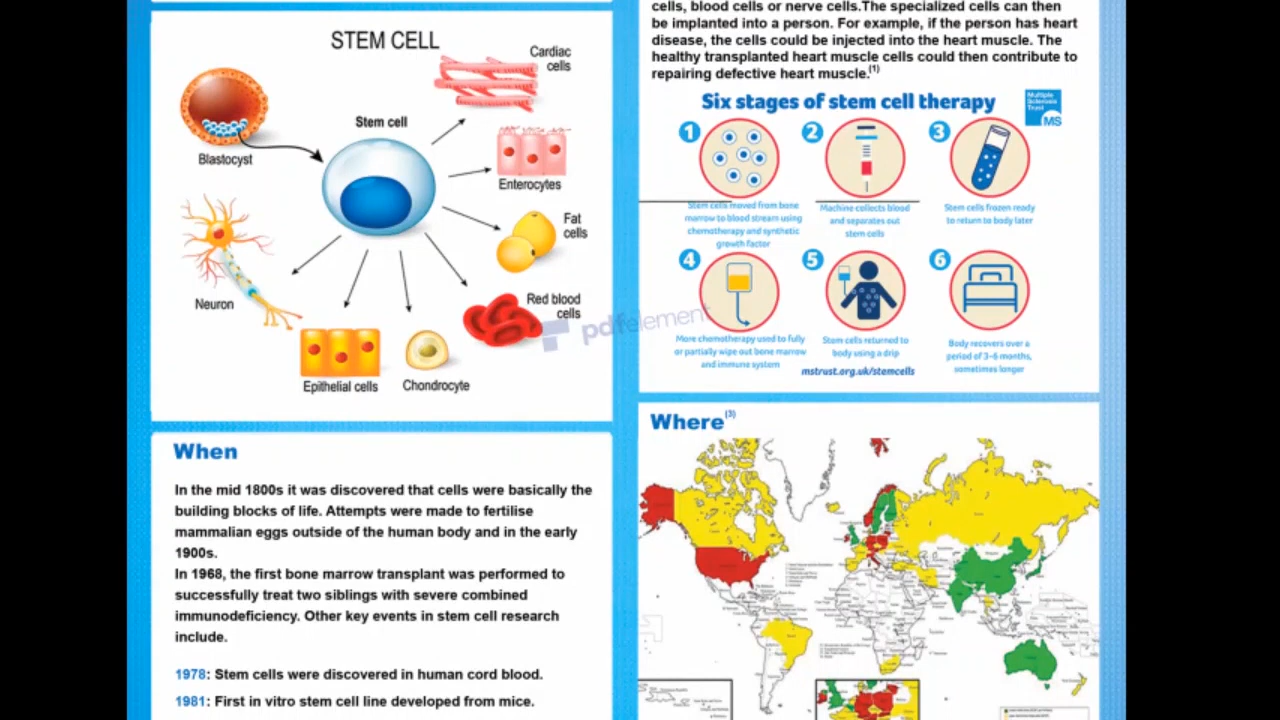 STEM CELL
Cardiac
cells
Stem cell
Blastocyst
Enterocytes
Fat
cells
Neuron
Red blood
cells
Epithelial cells
Chondrocyte
When
In the mid 1800s it was discovered that cells were basically the
building blocks of life. Attempts were made to fertilise
mammalian eggs outside of the human body and in the early
1900s.
In 1968, the first bone marrow transplant was performed to
successfully treat two siblings with severe combined
immunodeficiency. Other key events in stem cell research
include.
1978: Stem cells were discovered in human cord blood.
1981: First in vitro stem cell line developed from mice.
cells, blood cells or nerve cells.The specialized cells can then
be implanted into a person. For example, if the person has heart
disease, the cells could be injected into the heart muscle. The
healthy transplanted heart muscle cells could then contribute to
repairing defective heart muscle.(1)
Six stages of stem cell therapy
Multiple
Sclerosis
Trust
MS
1
Stem cells moved from bone
marrow to blood stream using
chemotherapy and synthetic
growth factor
2
Machine collects blood
and separates out
stem cells
3
Stem cells frozen ready
to return to body later
4
More chemotherapy used to fully
or partially wipe out bone marrow
and immune system
5
Stem cells returned to
body using a drip
6
Body recovers over a
period of 3-6 months,
sometimes longer
mstrust.org.uk/stemcells
pdfelement
Where(3)